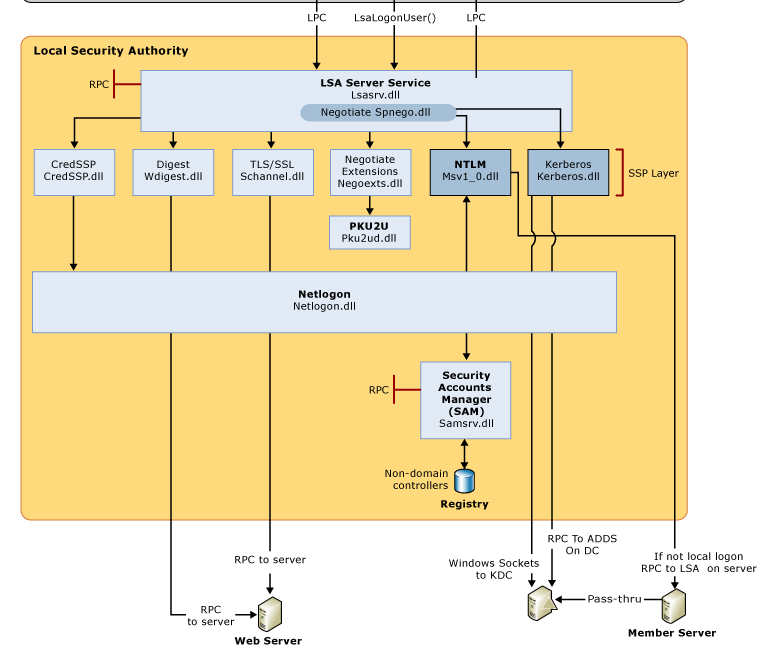 LPC
LsaLogonUser()
LPC
Local Security Authority
RPC
LSA Server Service
Lsasrv.dll
Negotiate Spnego.dll
CredSSP
CredSSP.dll
Digest
Wdigest.dll
TLS/SSL
Schannel.dll
Negotiate
Extensions
Negoexts.dll
NTLM
Msv1_0.dll
Kerberos
Kerberos.dll
SSP Layer
PKU2U
Pku2ud.dll
Netlogon
Netlogon.dll
RPC
Security
Accounts
Manager
(SAM)
Samsrv.dll
Non-domain
controllers
Registry
RPC to server
RPC
to server
Web Server
Windows Sockets
to KDC
RPC To ADDS
On DC
If not local logon
RPC to LSA on server
Pass-thru
Member Server